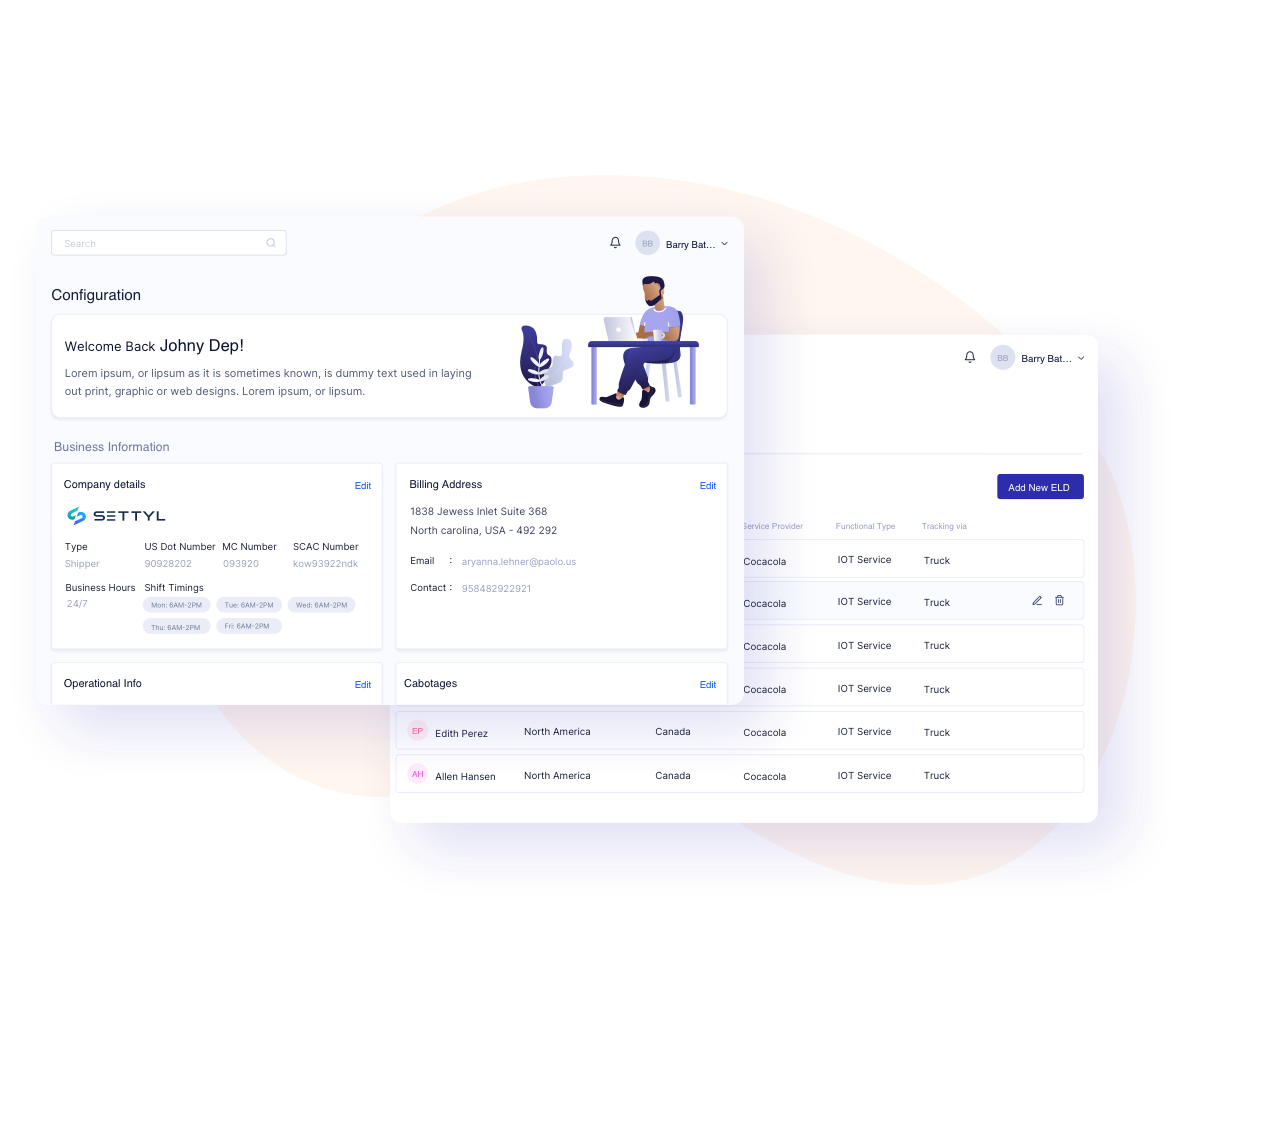 Search
BB
Barry Bat...
Configuration
Welcome Back Johny Dep!
Lorem ipsum, or lipsum as it is sometimes known, is dummy text used in laying
out print, graphic or web designs. Lorem ipsum, or lipsum.
Business Information
Company details
Edit
SETTYL
Type
US Dot Number
MC Number
SCAC Number
Shipper
90928202
093920
kow93922ndk
Business Hours
Shift Timings
24/7
Mon: 6AM-2PM
Tue: 6AM-2PM
Wed: 6AM-2PM
Thu: 6AM-2PM
Fri: 6AM-2PM
Billing Address
Edit
1838 Jewess Inlet Suite 368
North carolina, USA - 492 292
Email : aryanna.lehner@paolo.us
Contact : 958482922921
Operational Info
Edit
Cabotages
Edit
BB
Barry Bat...
Add New ELD
Service Provider
Functional Type
Tracking via
Cocacola
IOT Service
Truck
Cocacola
IOT Service
Truck
Cocacola
IOT Service
Truck
Cocacola
IOT Service
Truck
EP
Edith Perez
North America
Canada
Cocacola
IOT Service
Truck
AH
Allen Hansen
North America
Canada
Cocacola
IOT Service
Truck